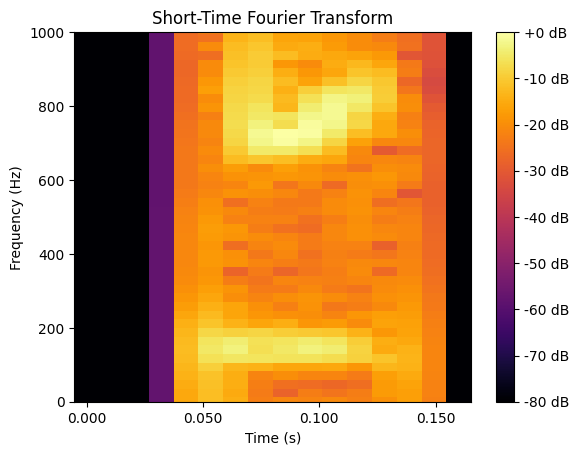 Short-Time Fourier Transform
1000
800
600
400
200
0
Frequency (Hz)
0.000
0.050
0.100
0.150
Time (s)
+0 dB
-10 dB
-20 dB
-30 dB
-40 dB
-50 dB
-60 dB
-70 dB
-80 dB